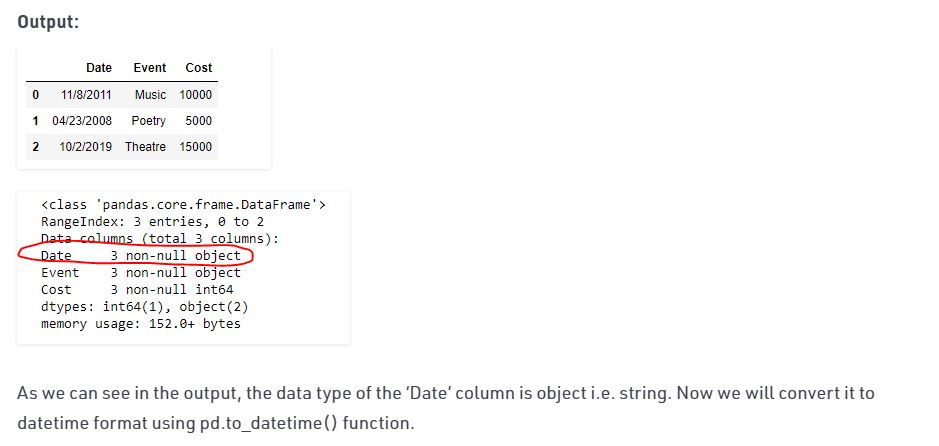 Output:
Date Event Cost
0 11/8/2011 Music 10000
1 04/23/2008 Poetry 5000
2 10/2/2019 Theatre 15000
<class 'pandas.core.frame.DataFrame'>
RangeIndex: 3 entries, 0 to 2
Data columns (total 3 columns):
Date 3 non-null object
Event 3 non-null object
Cost 3 non-null int64
dtypes: int64(1), object(2)
memory usage: 152.0+ bytes
As we can see in the output, the data type of the ‘Date’ column is object i.e. string. Now we will convert it to
datetime format using pd.to_datetime() function.